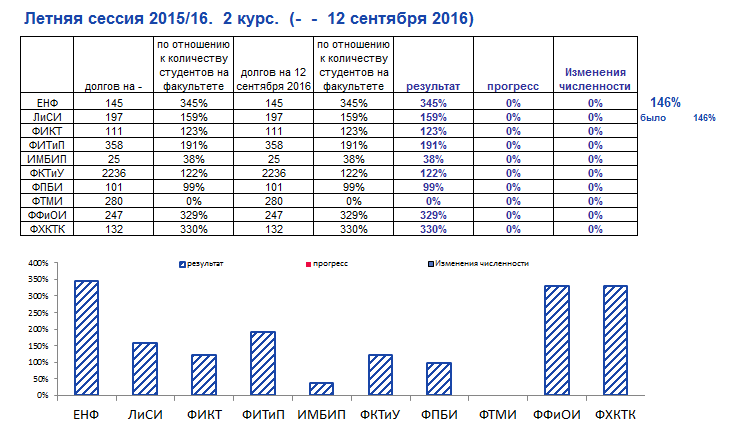 Летняя сессия 2015/16. 2 курс. (- - 12 сентября 2016)
долгов на - по отношению к количеству студентов на факультете долгов на 12 сентября 2016 по отношению к количеству студентов на факультете результат прогресс Изменения численности
ЕНФ 145 345% 145 345% 345% 0% 0% 146%
ЛиСИ 197 159% 197 159% 159% 0% 0% было 146%
ФИКТ 111 123% 111 123% 123% 0% 0%
ФИТиП 358 191% 358 191% 191% 0% 0%
ИМБИП 25 38% 25 38% 38% 0% 0%
ФКТиУ 2236 122% 2236 122% 122% 0% 0%
ФПБИ 101 99% 101 99% 99% 0% 0%
ФТМИ 280 0% 280 0% 0% 0% 0%
ФФиОИ 247 329% 247 329% 329% 0% 0%
ФХКТК 132 330% 132 330% 330% 0% 0%
результат прогресс Изменения численности
400%
350%
300%
250%
200%
150%
100%
50%
0%
ЕНФ ЛиСИ ФИКТ ФИТиП ИМБИП ФКТиУ ФПБИ ФТМИ ФФиОИ ФХКТК